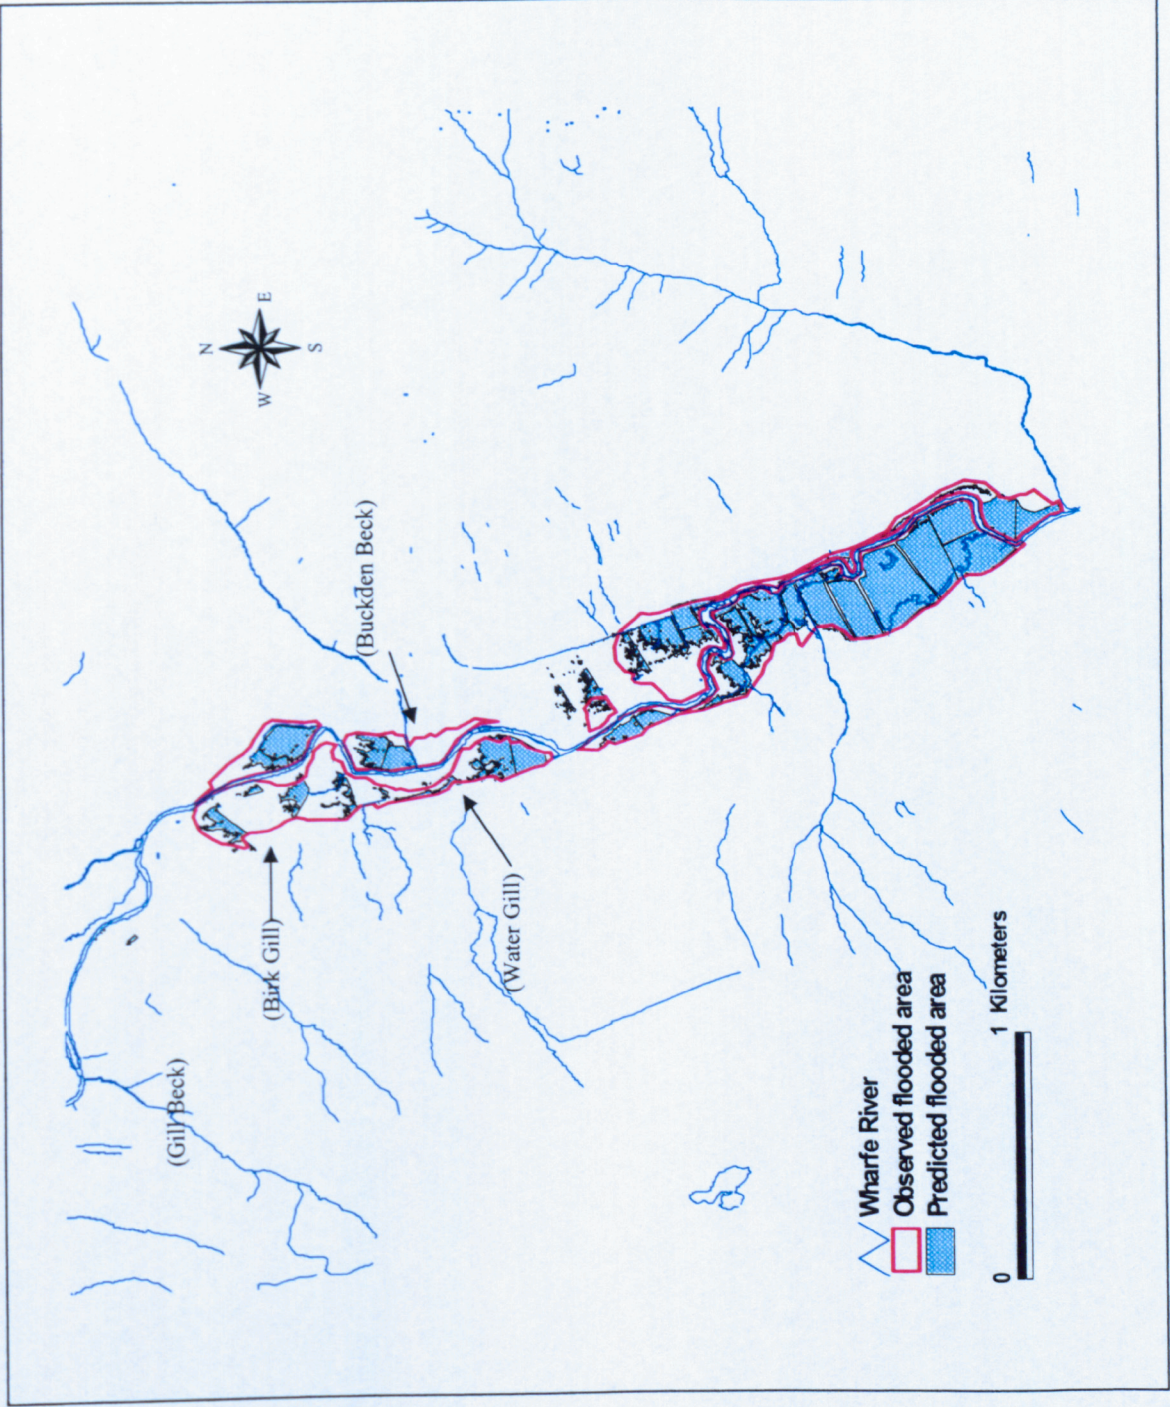 N
E
W
S
(Buckden Beck)
(Birk Gill)
(Water Gill)
(Gill Beck)
Wharfe River
Observed flooded area
Predicted flooded area
0
1 Kilometers